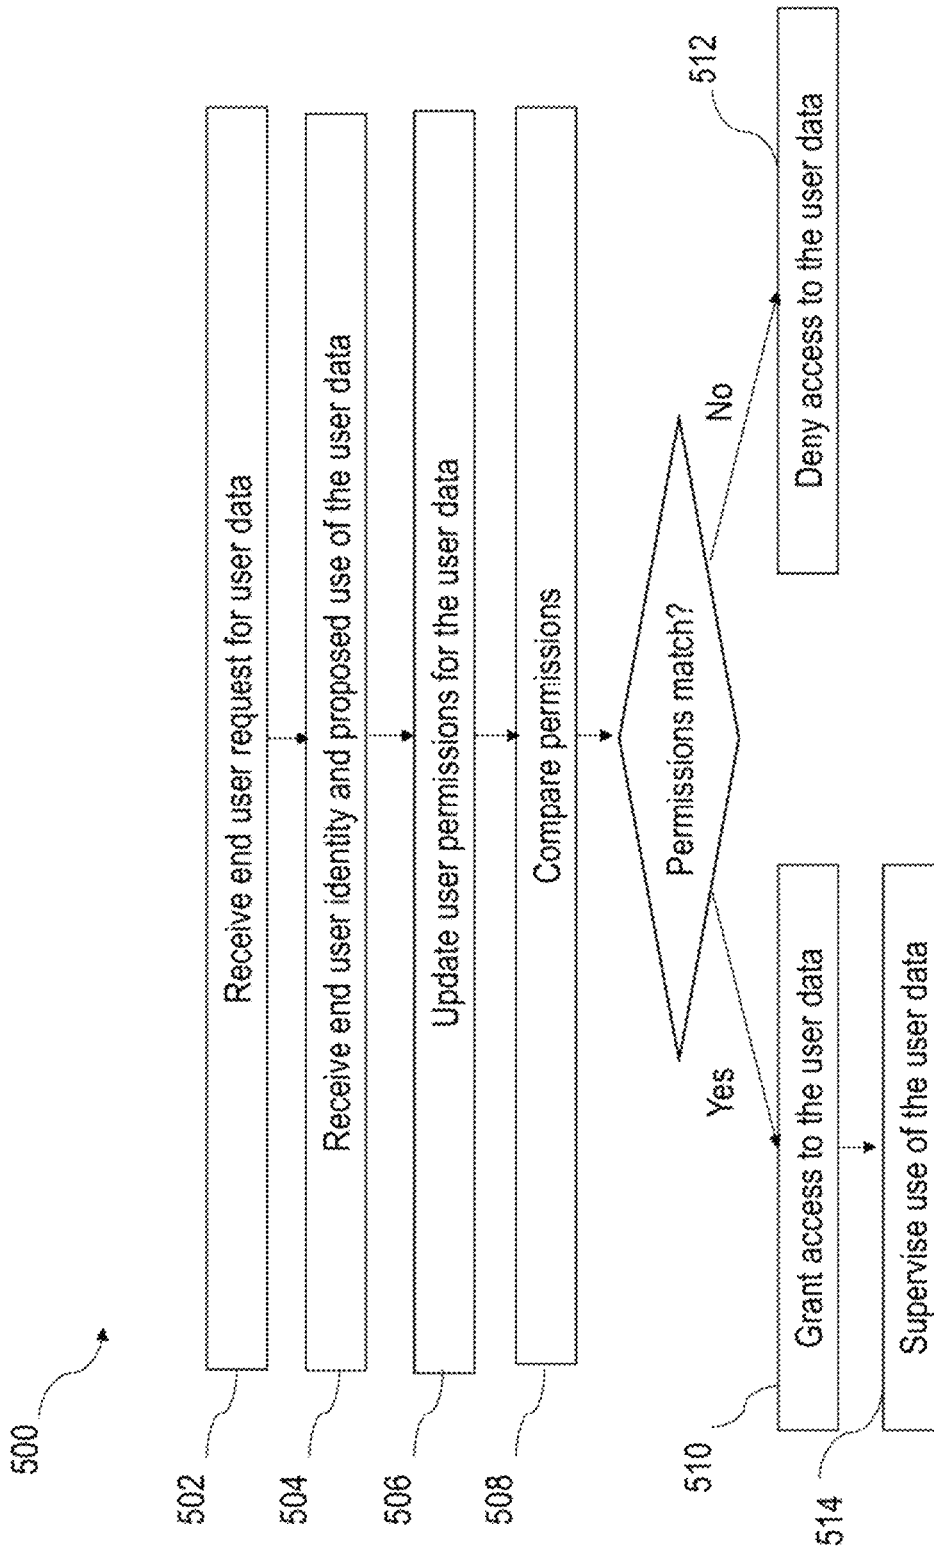 500
502
Receive end user request for user data
504
Receive end user identity and proposed use of the user data
506
Update user permissions for the user data
508
Compare permissions
Permissions match?
Yes
No
510
Grant access to the user data
512
Deny access to the user data
514
Supervise use of the user data